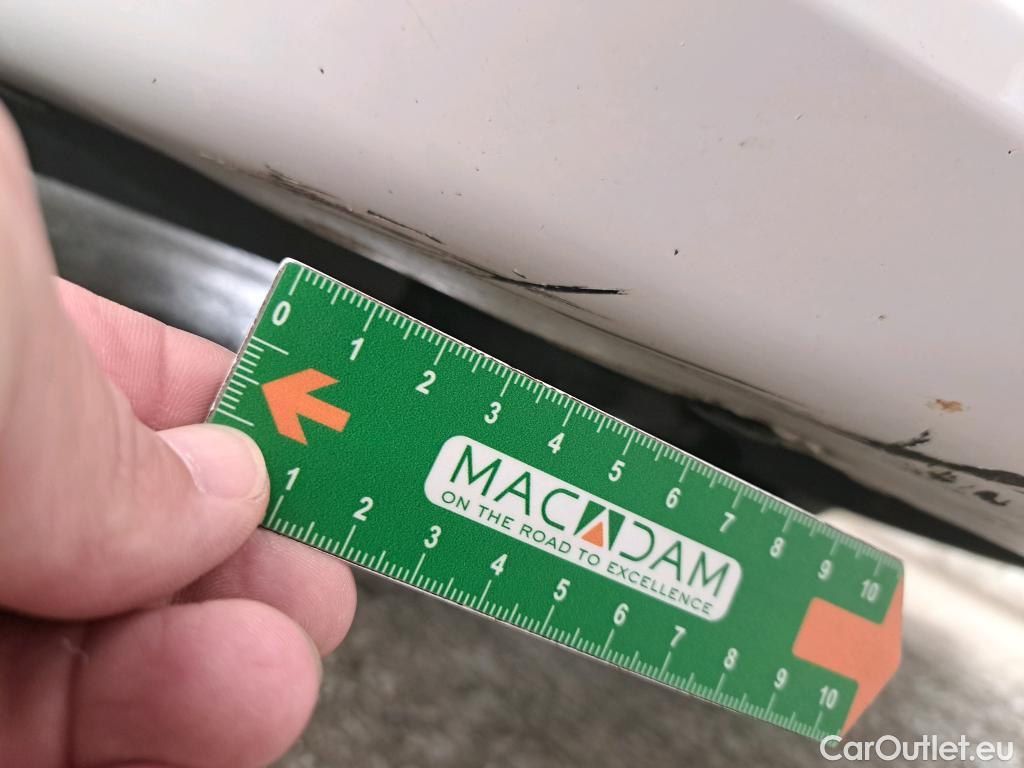 0 1 2 3 4 5 6 7 8 9 10
MACADAM
ON THE ROAD TO EXCELLENCE
1 2 3 4 5 6 7 8 9 10
CarOutlet.eu